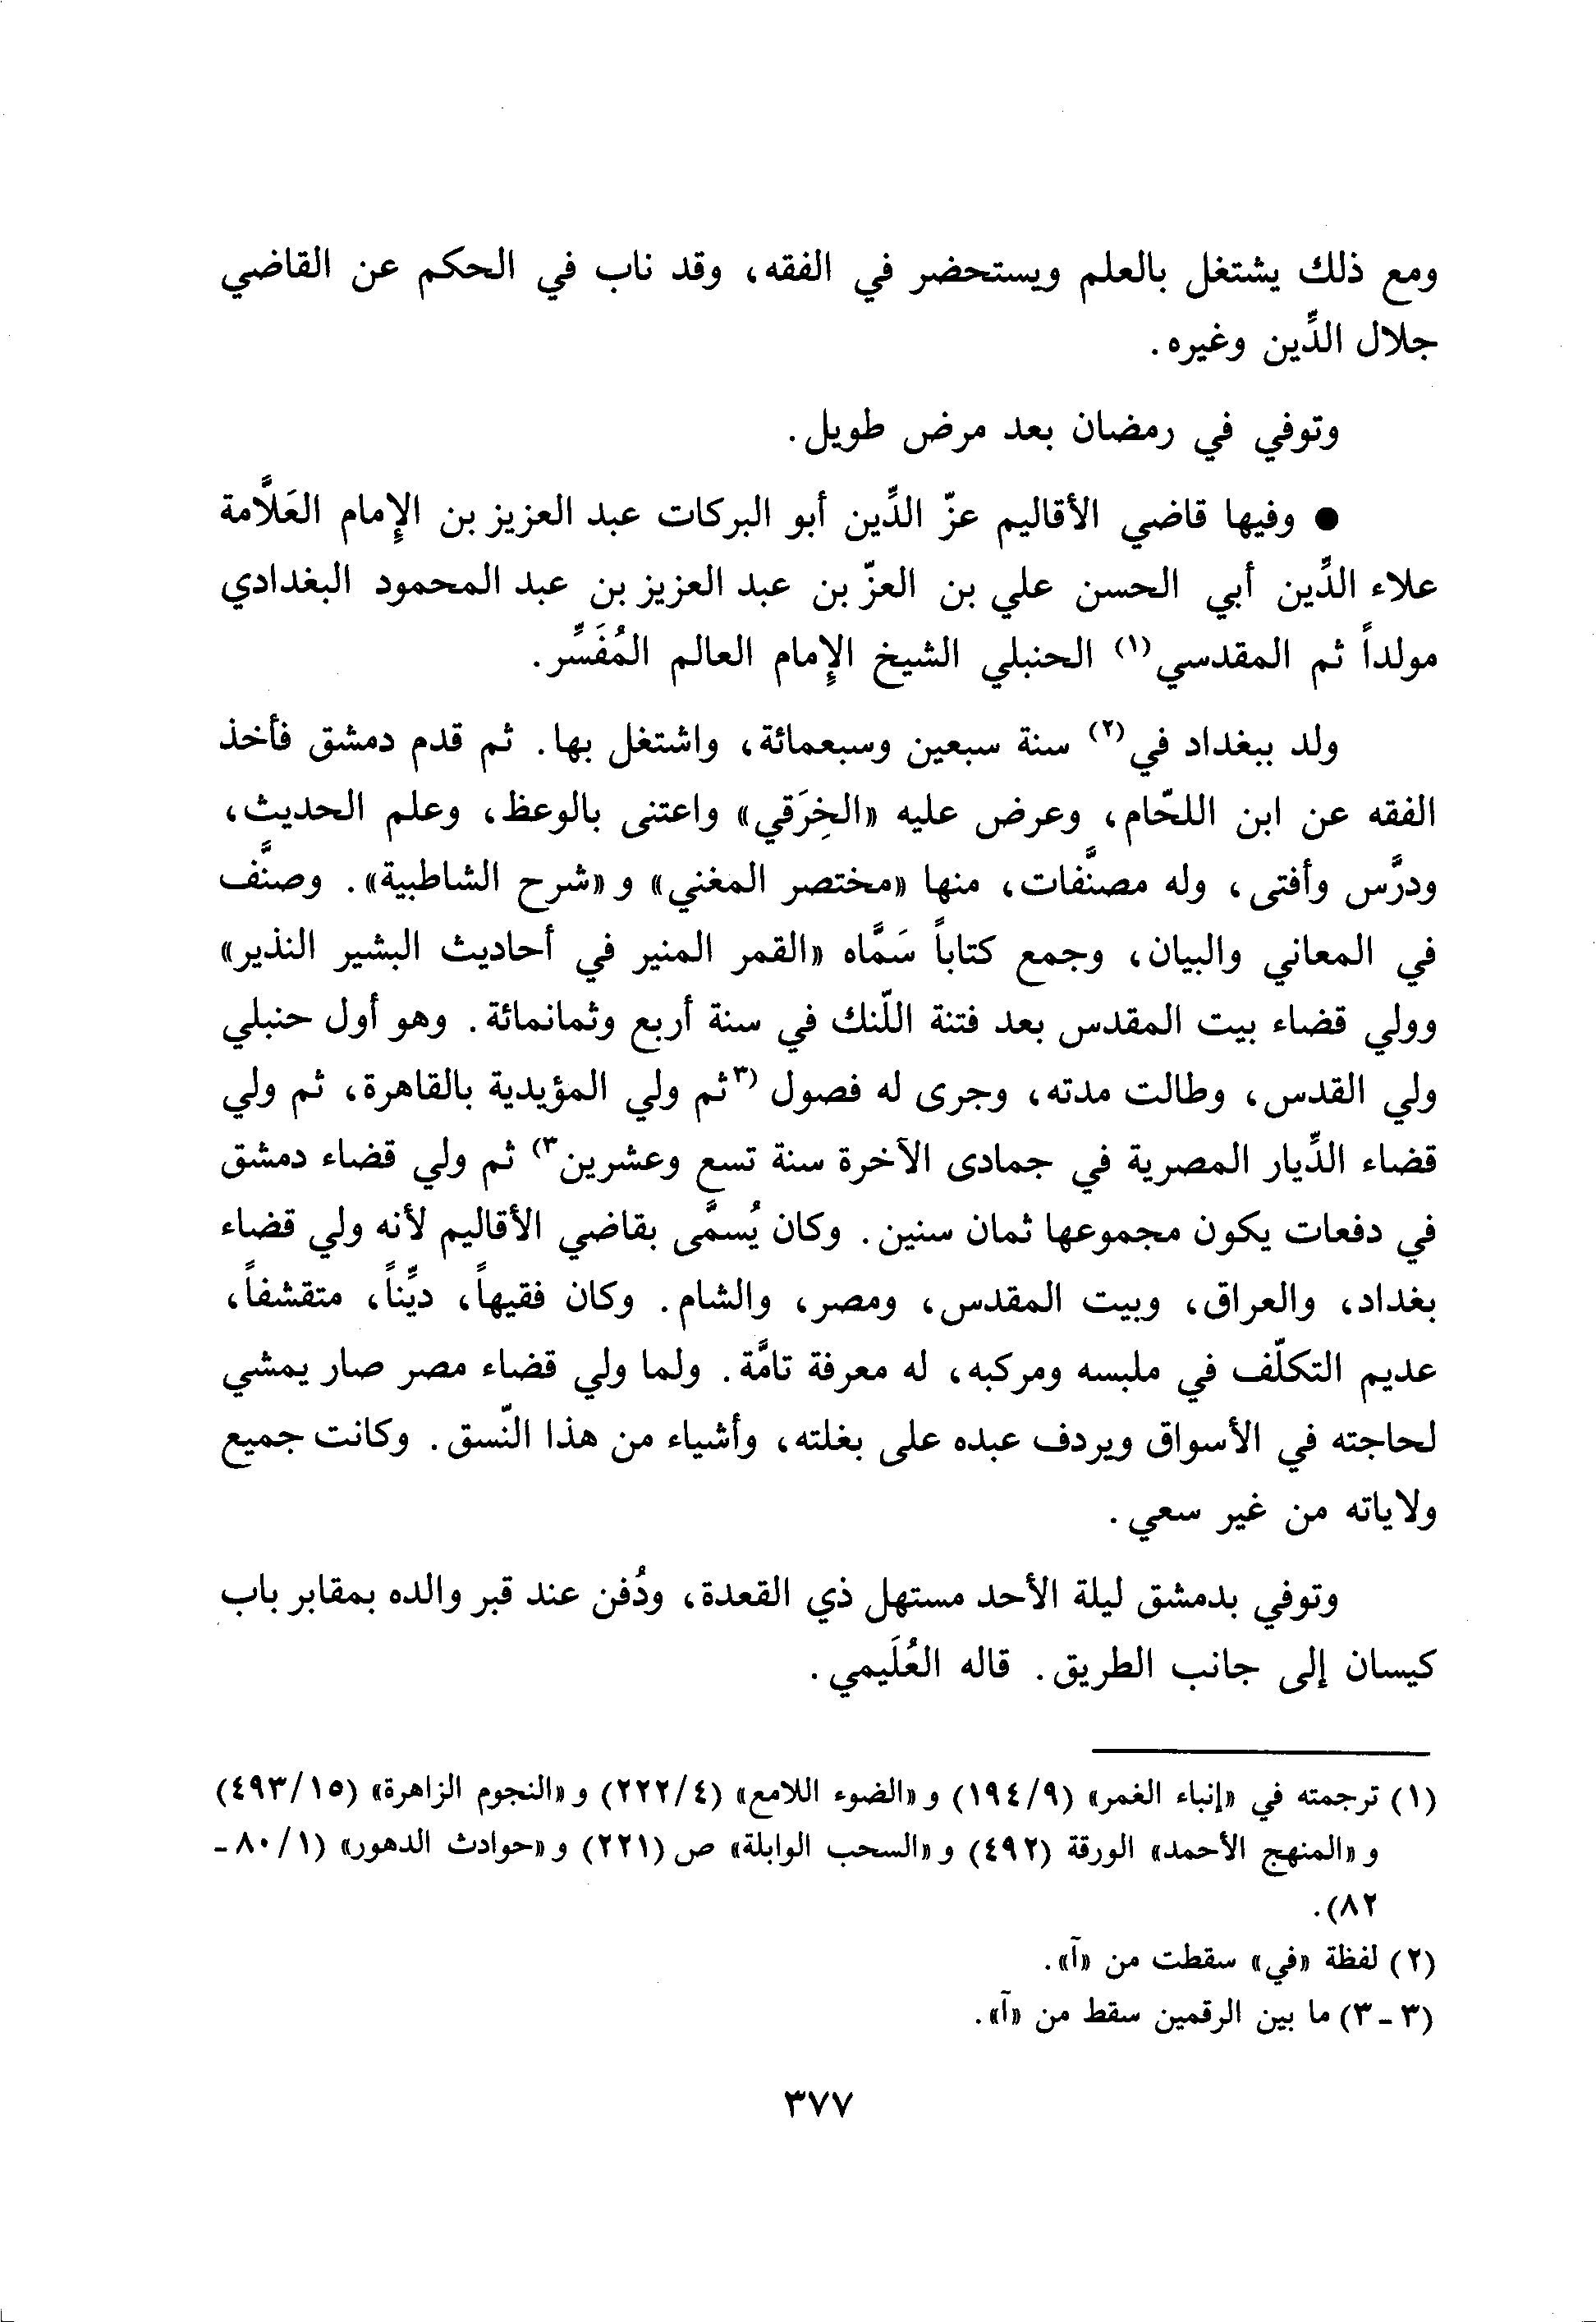 ومع ذلك يشتغل بالعلم ويستحضر في الفقه، وقد ناب في الحكم عن القاضي
جلال الدِّين وغيره.
وتوفي في رمضان بعد مرض طويل.
● وفيها قاضي الأقاليم عزّ الدِّين أبو البركات عبد العزيز بن الإِمام العَلاَّمة
علاء الدِّين أبي الحسن علي بن العزّ بن عبد العزيز بن عبد المحمود البغدادي
مولداً ثم المقدسي(١) الحنبلي الشيخ الإِمام العالم المُفَسِّر.
ولد ببغداد في(٢) سنة سبعين وسبعمائة، واشتغل بها. ثم قدم دمشق فأخذ
الفقه عن ابن اللحّام، وعرض عليه «الخِرَقي» واعتنى بالوعظ، وعلم الحديث،
ودرَّس وأفتى، وله مصنَّفات، منها «مختصر المغني» و «شرح الشاطبية». وصنَّف
في المعاني والبيان، وجمع كتاباً سَمَّاه «القمر المنير في أحاديث البشير النذير»
وولي قضاء بيت المقدس بعد فتنة اللّنك في سنة أربع وثمانمائة. وهو أول حنبلي
ولي القدس، وطالت مدته، وجرى له فصول (٣ثم ولي المؤيدية بالقاهرة، ثم ولي
قضاء الدِّيار المصرية في جمادى الآخرة سنة تسع وعشرين٣) ثم ولي قضاء دمشق
في دفعات يكون مجموعها ثمان سنين. وكان يُسمَّى بقاضي الأقاليم لأنه ولي قضاء
بغداد، والعراق، وبيت المقدس، ومصر، والشام. وكان فقيهاً، ديِّناً، متقشفاً،
عديم التكلّف في ملبسه ومركبه، له معرفة تامَّة. ولما ولي قضاء مصر صار يمشي
لحاجته في الأسواق ويردف عبده على بغلته، وأشياء من هذا النّسق. وكانت جميع
ولاياته من غير سعي.
وتوفي بدمشق ليلة الأحد مستهل ذي القعدة، ودُفن عند قبر والده بمقابر باب
كيسان إلى جانب الطريق. قاله العُلَيمي.
(١) ترجمته في «إنباء الغمر» (١٩٤/٩) و «الضوء اللامع» (٢٢٢/٤) و «النجوم الزاهرة» (٤٩٣/١٥)
و «المنهج الأحمد» الورقة (٤٩٢) و «السحب الوابلة» ص (٢٢١) و «حوادث الدهور» (٨٠/١ -
٨٢).
(٢) لفظة «في» سقطت من «آ».
(٣ - ٣) ما بين الرقمين سقط من «آ».
٣٧٧